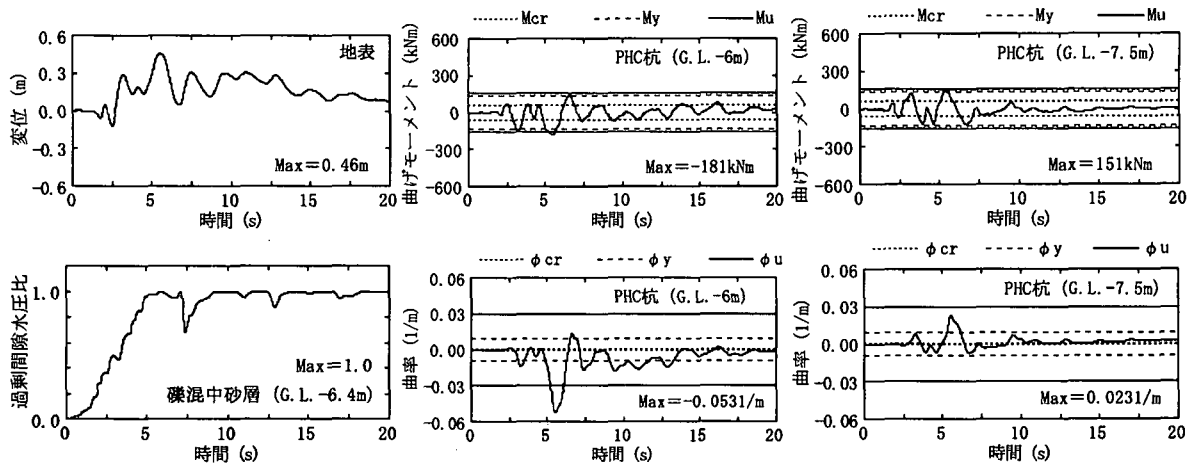 地表
Max=0.46m
変位 (m)
0.6
0.3
0.0
-0.3
-0.6
0 5 10 15 20
時間 (s)
Mcr My Mu
PHC杭 (G.L.-6m)
Max=-181kNm
曲げモーメント (kNm)
600
300
0
-300
-600
0 5 10 15 20
時間 (s)
Mcr My Mu
PHC杭 (G.L.-7.5m)
Max=151kNm
曲げモーメント (kNm)
600
300
0
-300
-600
0 5 10 15 20
時間 (s)
Max=1.0
礫混中砂層 (G.L.-6.4m)
過剰間隙水圧比
1.0
0.0
0 5 10 15 20
時間 (s)
φcr φy φu
PHC杭 (G.L.-6m)
Max=-0.0531/m
曲率 (1/m)
0.06
0.03
0.00
-0.03
-0.06
0 5 10 15 20
時間 (s)
φcr φy φu
PHC杭 (G.L.-7.5m)
Max=0.0231/m
曲率 (1/m)
0.06
0.03
0.00
-0.03
-0.06
0 5 10 15 20
時間 (s)